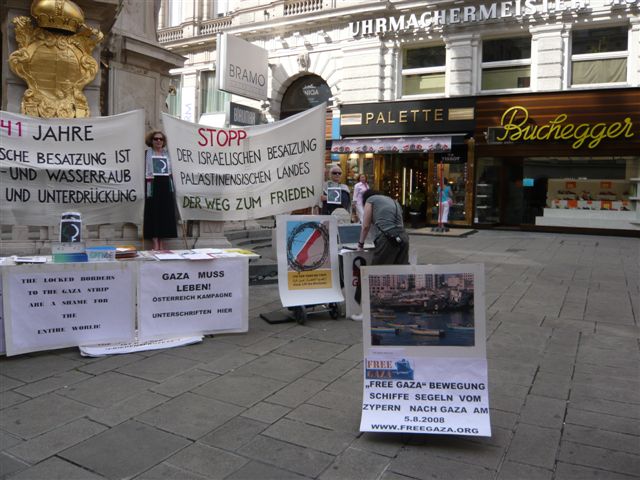 UHRMACHERMEISTER
BRAMO
PALETTE
TISSOT
Buchegger
41 JAHRE
SCHE BESATZUNG IST
-UND WASSERRAUB
UND UNTERDRÜCKUNG
STOPP
DER ISRAELISCHEN BESATZUNG
PALÄSTINENSISCHEN LANDES
DER WEG ZUM FRIEDEN
THE LOCKED BORDERS
TO THE GAZA STRIP
ARE A SHAME FOR
THE
ENTIRE WORLD!
GAZA MUSS
LEBEN!
ÖSTERREICH KAMPAGNE
UNTERSCHRIFTEN HIER
FREE
GAZA
„FREE GAZA" BEWEGUNG
SCHIFFE SEGELN VOM
ZYPERN NACH GAZA AM
5.8.2008
WWW.FREEGAZA.ORG